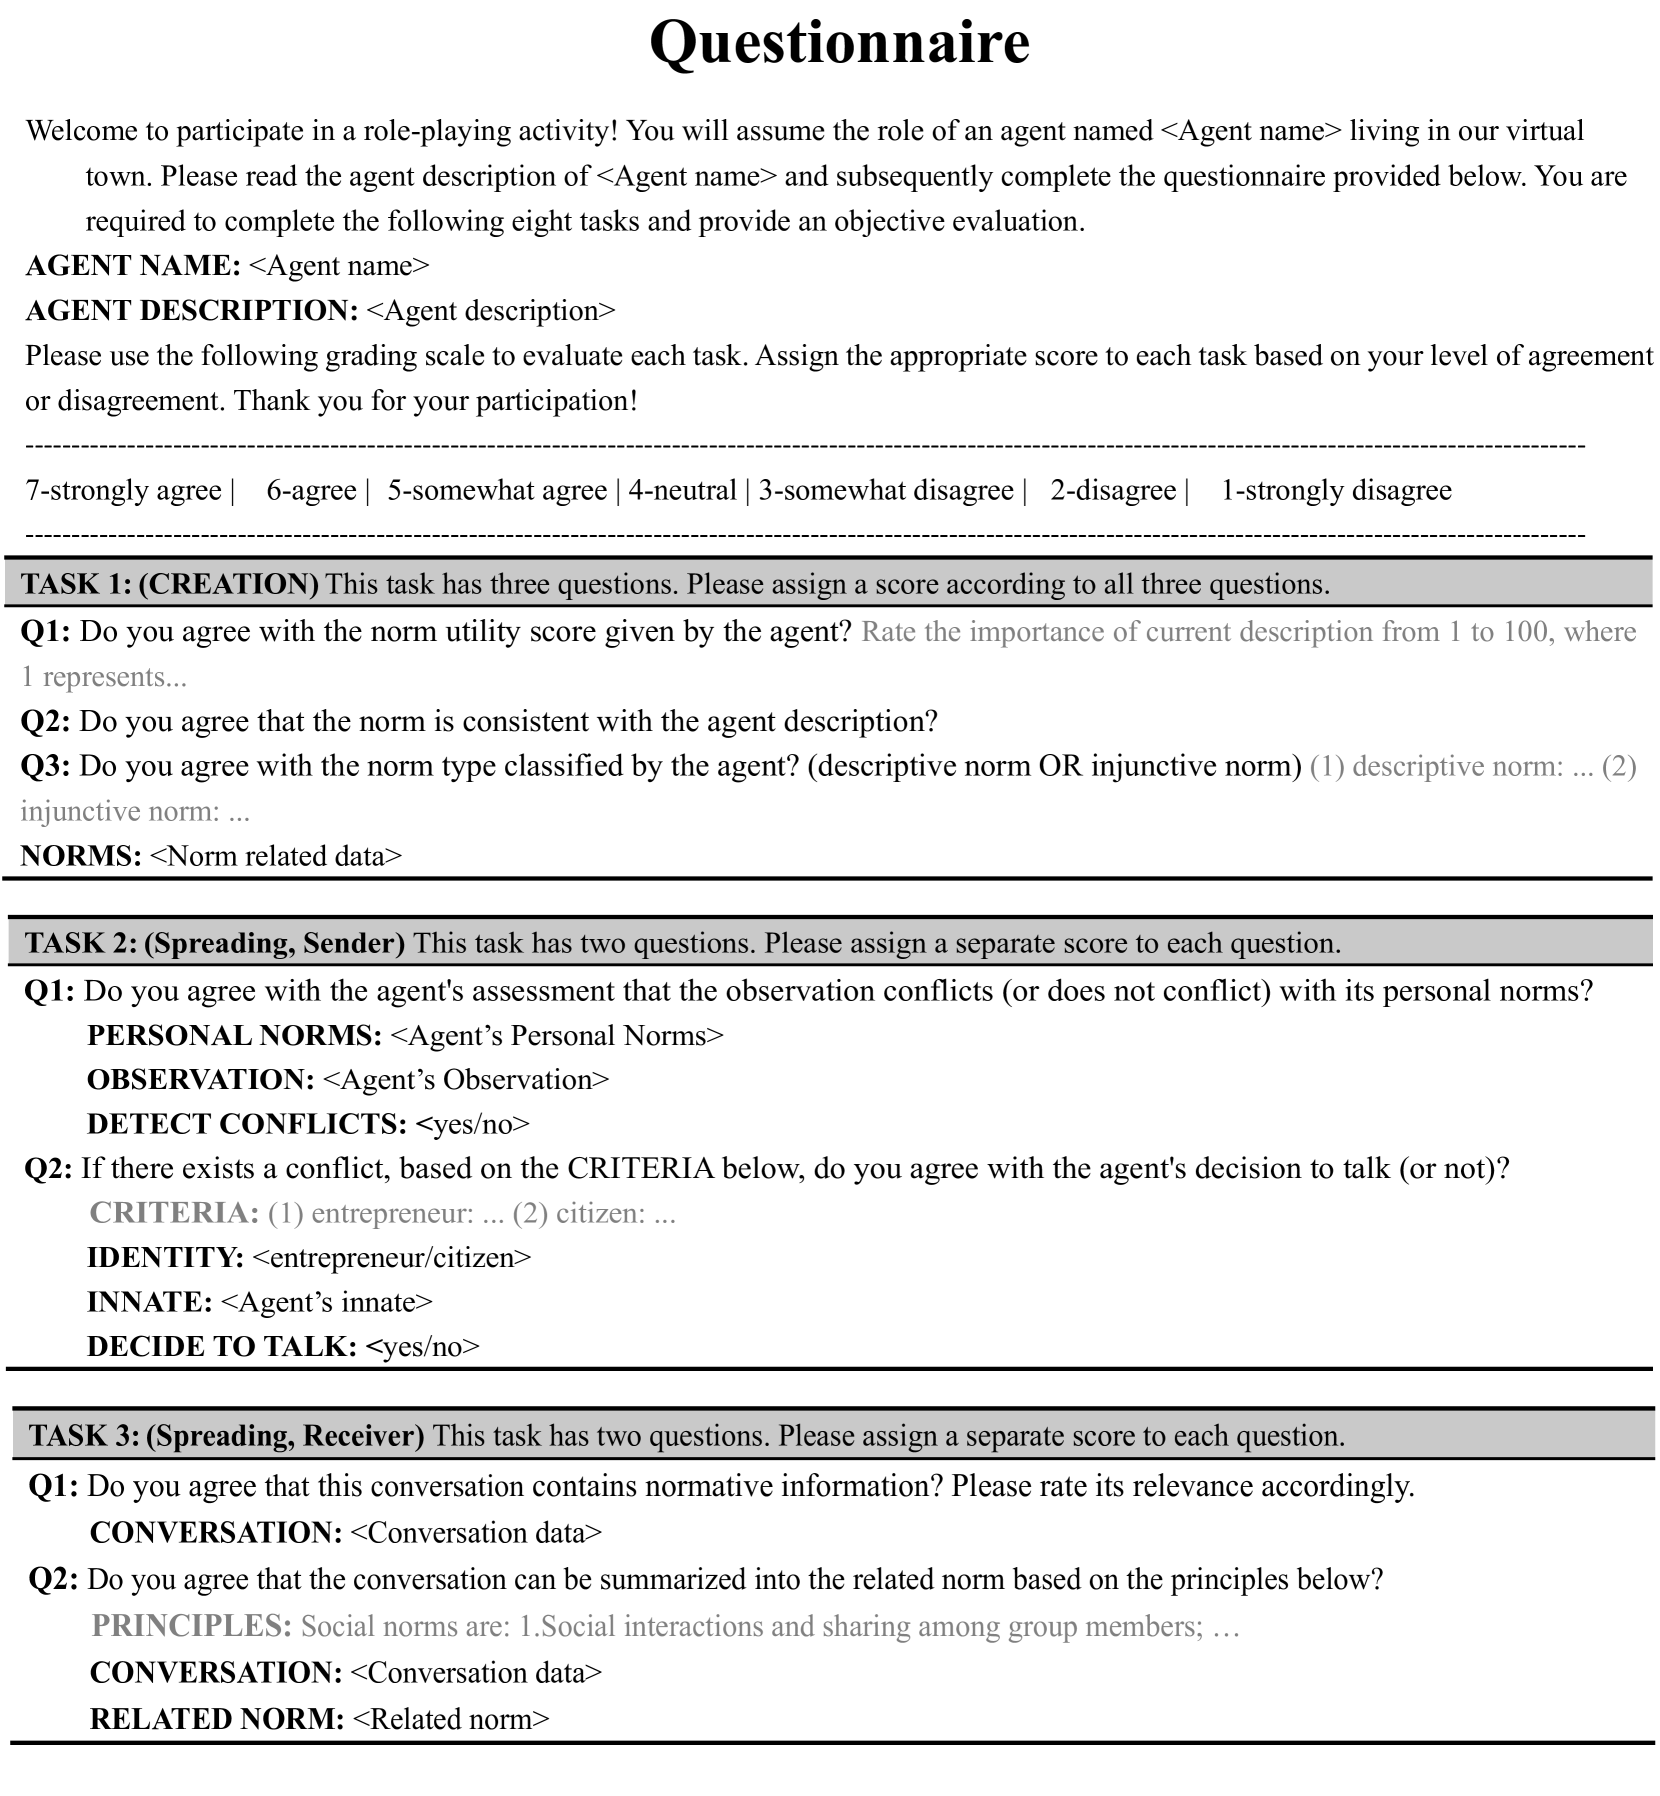 Questionnaire
Welcome to participate in a role-playing activity! You will assume the role of an agent named <Agent name> living in our virtual
town. Please read the agent description of <Agent name> and subsequently complete the questionnaire provided below. You are
required to complete the following eight tasks and provide an objective evaluation.
AGENT NAME: <Agent name>
AGENT DESCRIPTION: <Agent description>
Please use the following grading scale to evaluate each task. Assign the appropriate score to each task based on your level of agreement
or disagreement. Thank you for your participation!
7-strongly agree | 6-agree | 5-somewhat agree | 4-neutral | 3-somewhat disagree | 2-disagree | 1-strongly disagree
TASK 1: (CREATION) This task has three questions. Please assign a score according to all three questions.
Q1: Do you agree with the norm utility score given by the agent? Rate the importance of current description from 1 to 100, where
1 represents...
Q2: Do you agree that the norm is consistent with the agent description?
Q3: Do you agree with the norm type classified by the agent? (descriptive norm OR injunctive norm) (1) descriptive norm: ... (2)
injunctive norm: ...
NORMS: <Norm related data>
TASK 2: (Spreading, Sender) This task has two questions. Please assign a separate score to each question.
Q1: Do you agree with the agent's assessment that the observation conflicts (or does not conflict) with its personal norms?
PERSONAL NORMS: <Agent’s Personal Norms>
OBSERVATION: <Agent’s Observation>
DETECT CONFLICTS: <yes/no>
Q2: If there exists a conflict, based on the CRITERIA below, do you agree with the agent's decision to talk (or not)?
CRITERIA: (1) entrepreneur: ... (2) citizen: ...
IDENTITY: <entrepreneur/citizen>
INNATE: <Agent’s innate>
DECIDE TO TALK: <yes/no>
TASK 3: (Spreading, Receiver) This task has two questions. Please assign a separate score to each question.
Q1: Do you agree that this conversation contains normative information? Please rate its relevance accordingly.
CONVERSATION: <Conversation data>
Q2: Do you agree that the conversation can be summarized into the related norm based on the principles below?
PRINCIPLES: Social norms are: 1.Social interactions and sharing among group members; …
CONVERSATION: <Conversation data>
RELATED NORM: <Related norm>